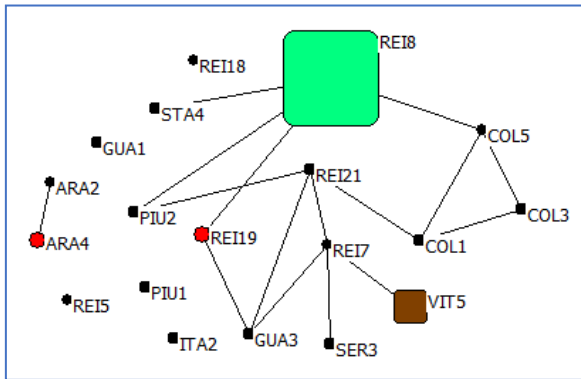 REI8
REI18
STA4
COL5
GUA1
REI21
ARA2
COL3
PIU2
REI19
ARA4
REI7
COL1
PIU1
REI5
VIT5
ITA2
GUA3
SER3